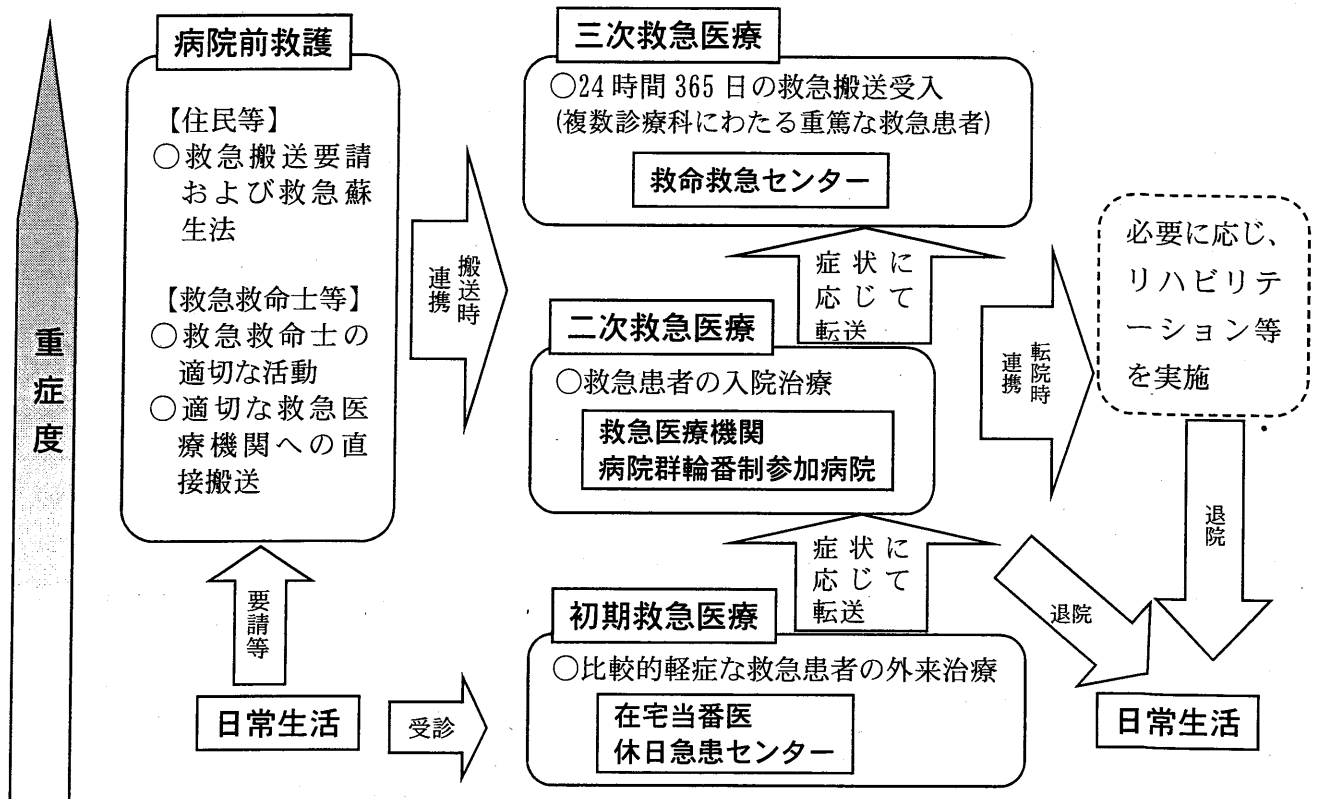 重症度
病院前救護
【住民等】
○救急搬送要請
および救急蘇
生法
【救急救命士等】
○救急救命士の
適切な活動
○適切な救急医
療機関への直
接搬送
要請等
日常生活
受診
搬送時
連携
三次救急医療
○24時間365日の救急搬送受入
(複数診療科にわたる重篤な救急患者)
救命救急センター
症状に
応じて
転送
二次救急医療
○救急患者の入院治療
救急医療機関
病院群輪番制参加病院
症状に
応じて
転送
初期救急医療
○比較的軽症な救急患者の外来治療
在宅当番医
休日急患センター
転院時
連携
必要に応じ、
リハビリテ
ーション等
を実施
退院
退院
日常生活